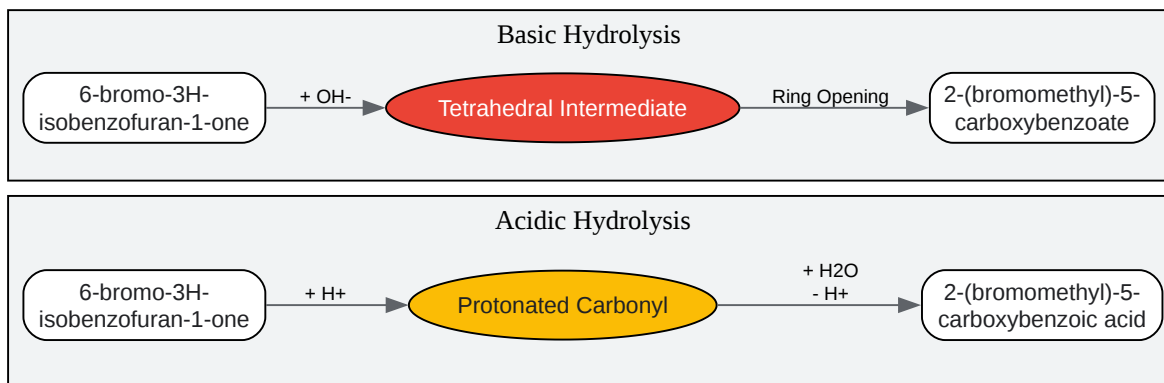 Basic Hydrolysis
6-bromo-3H-
isobenzofuran-1-one
+ OH-
Tetrahedral Intermediate
Ring Opening
2-(bromomethyl)-5-
carboxybenzoate
Acidic Hydrolysis
6-bromo-3H-
isobenzofuran-1-one
+ H+
Protonated Carbonyl
+ H2O
- H+
2-(bromomethyl)-5-
carboxybenzoic acid